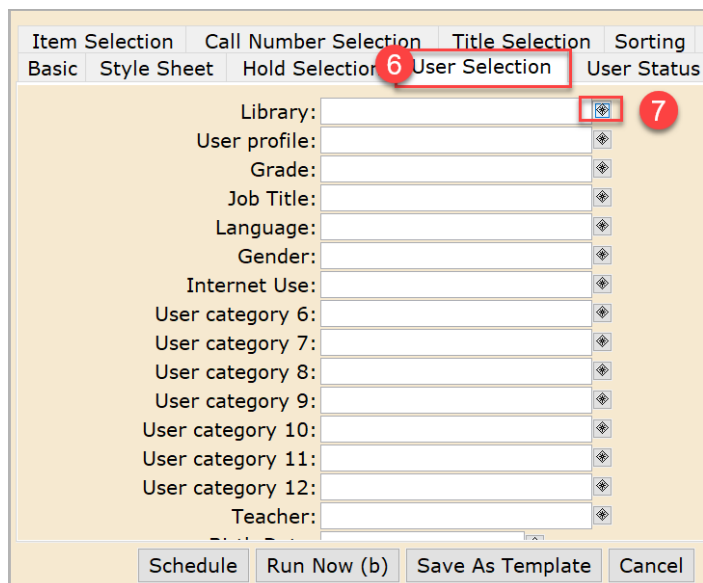 Item Selection Call Number Selection Title Selection Sorting
Basic Style Sheet Hold Selection 6 User Selection User Status
Library: 7
User profile:
Grade:
Job Title:
Language:
Gender:
Internet Use:
User category 6:
User category 7:
User category 8:
User category 9:
User category 10:
User category 11:
User category 12:
Teacher:
Schedule Run Now (b) Save As Template Cancel